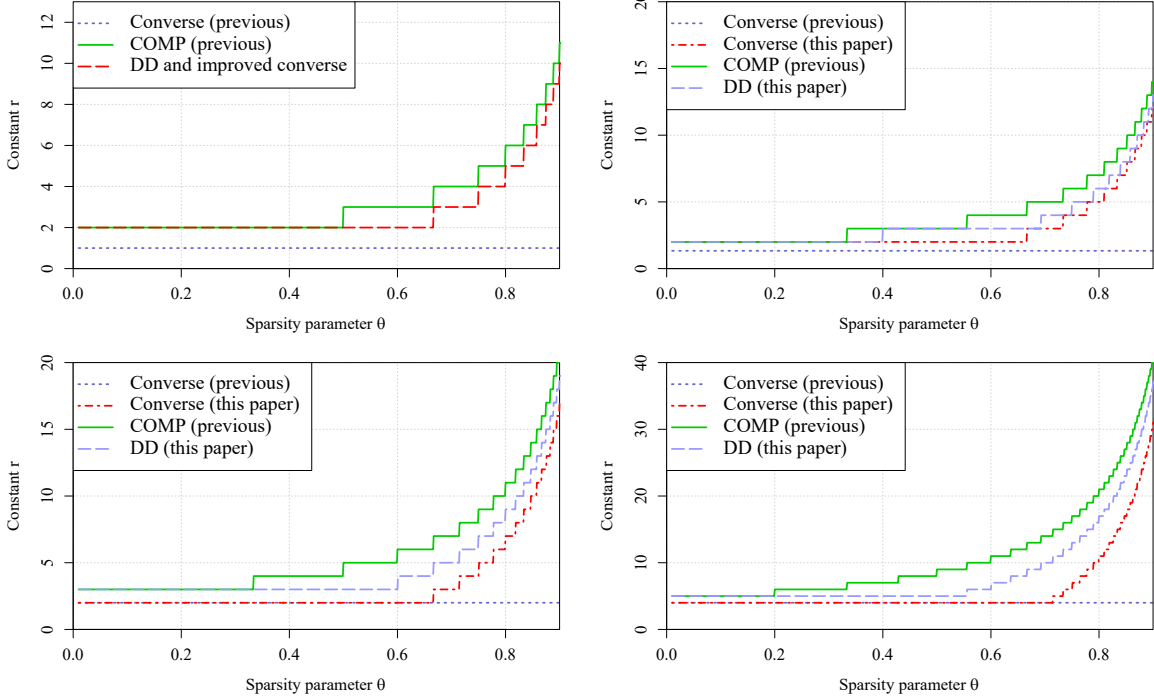 Converse (previous)
COMP (previous)
DD and improved converse
0
2
4
6
8
10
12
Constant r
0.0
0.2
0.4
0.6
0.8
Sparsity parameter θ
Converse (previous)
Converse (this paper)
COMP (previous)
DD (this paper)
0
5
10
15
20
Constant r
0.0
0.2
0.4
0.6
0.8
Sparsity parameter θ
Converse (previous)
Converse (this paper)
COMP (previous)
DD (this paper)
0
5
10
15
20
Constant r
0.0
0.2
0.4
0.6
0.8
Sparsity parameter θ
Converse (previous)
Converse (this paper)
COMP (previous)
DD (this paper)
0
10
20
30
40
Constant r
0.0
0.2
0.4
0.6
0.8
Sparsity parameter θ